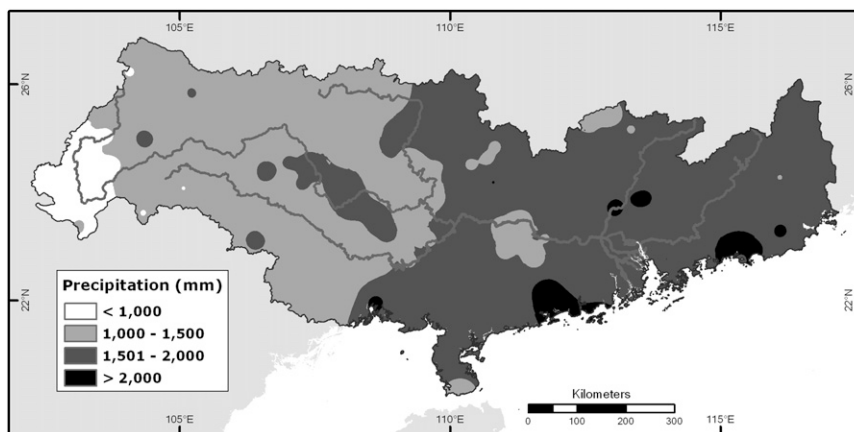 105°E 110°E 115°E
26°N 26°N
22°N 22°N
Precipitation (mm)
< 1,000
1,000 - 1,500
1,501 - 2,000
> 2,000
Kilometers
0 50 100 200 300
105°E 110°E 115°E